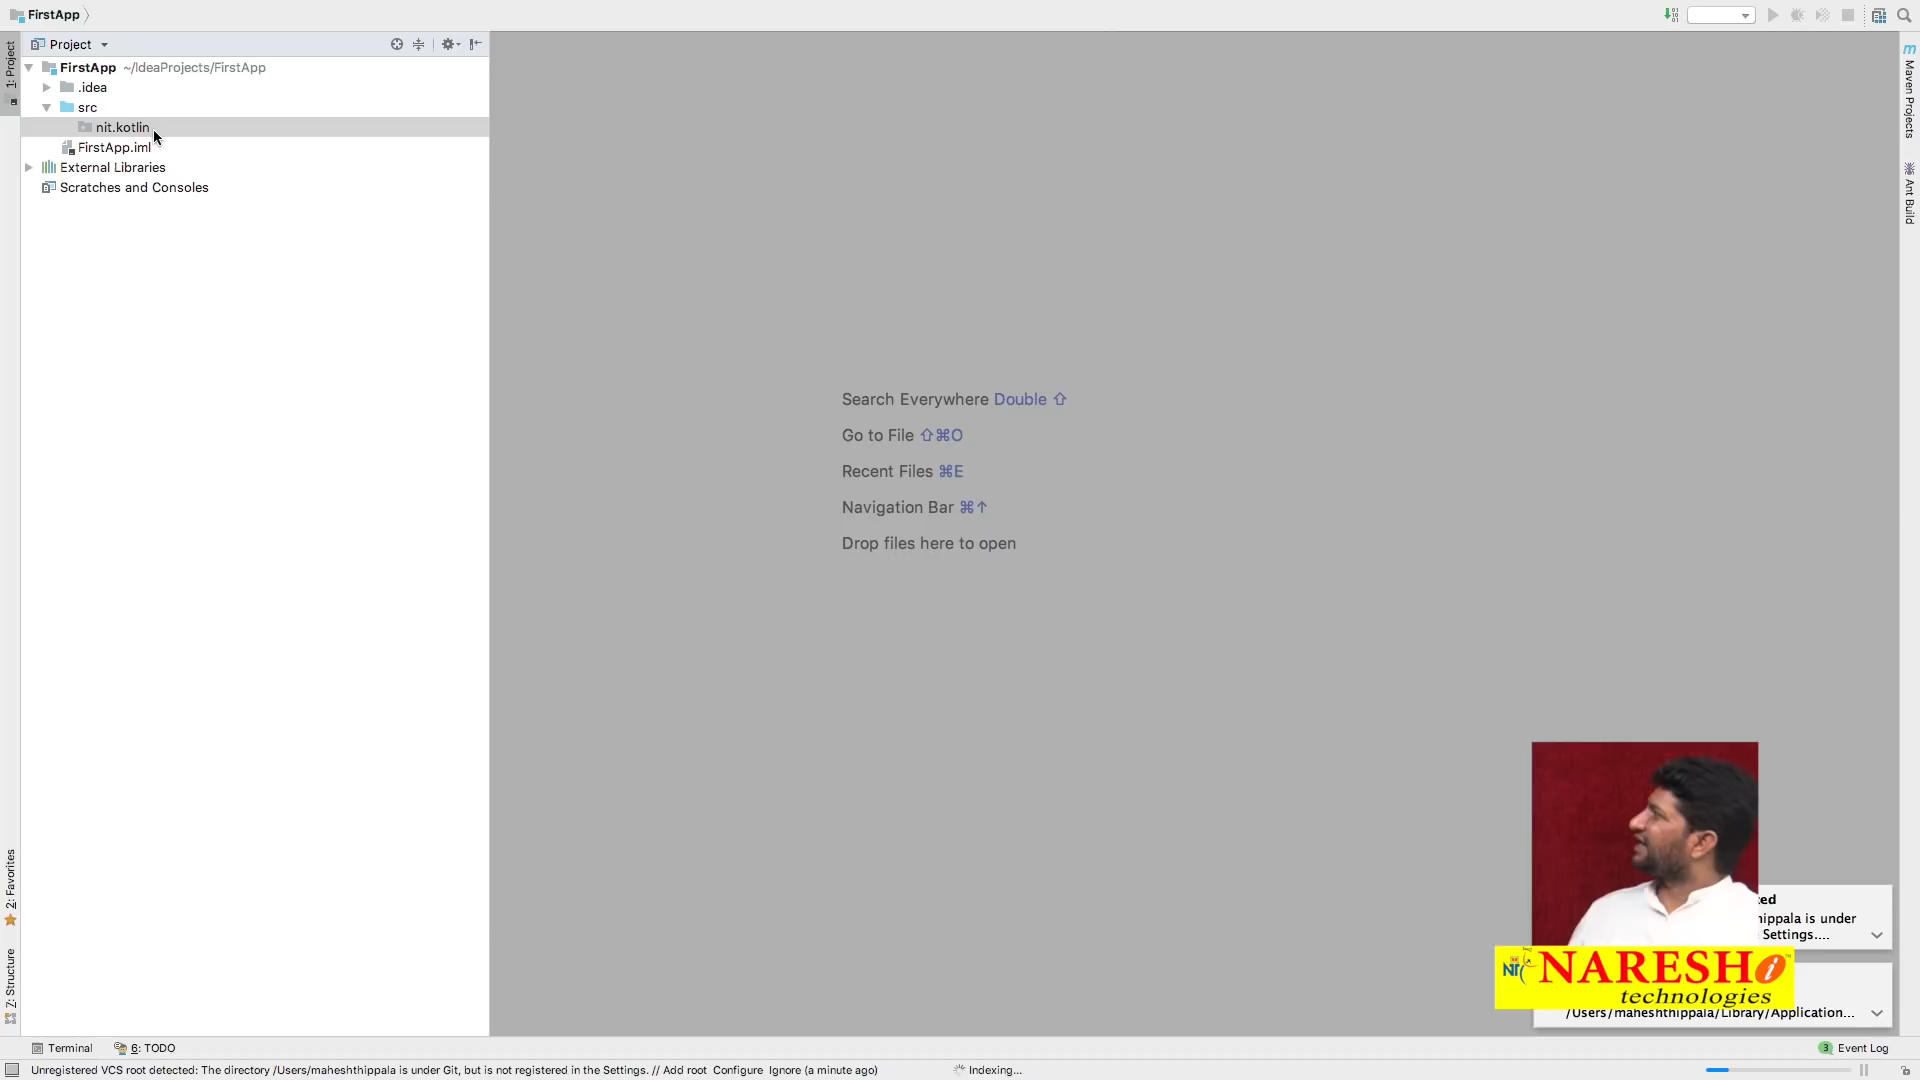 FirstApp
Project
FirstApp ~/IdeaProjects/FirstApp
.idea
src
nit.kotlin
FirstApp.iml
External Libraries
Scratches and Consoles
1: Project
2: Favorites
7: Structure
Search Everywhere Double ⇧
Go to File ⇧⌘O
Recent Files ⌘E
Navigation Bar ⌘↑
Drop files here to open
m
Maven Projects
Ant Build
ted
hippala is under
Settings....
NARESH i
technologies
/Users/maheshthippala/Library/Application...
Terminal
6: TODO
3 Event Log
Unregistered VCS root detected: The directory /Users/maheshthippala is under Git, but is not registered in the Settings. // Add root Configure Ignore (a minute ago)
Indexing...